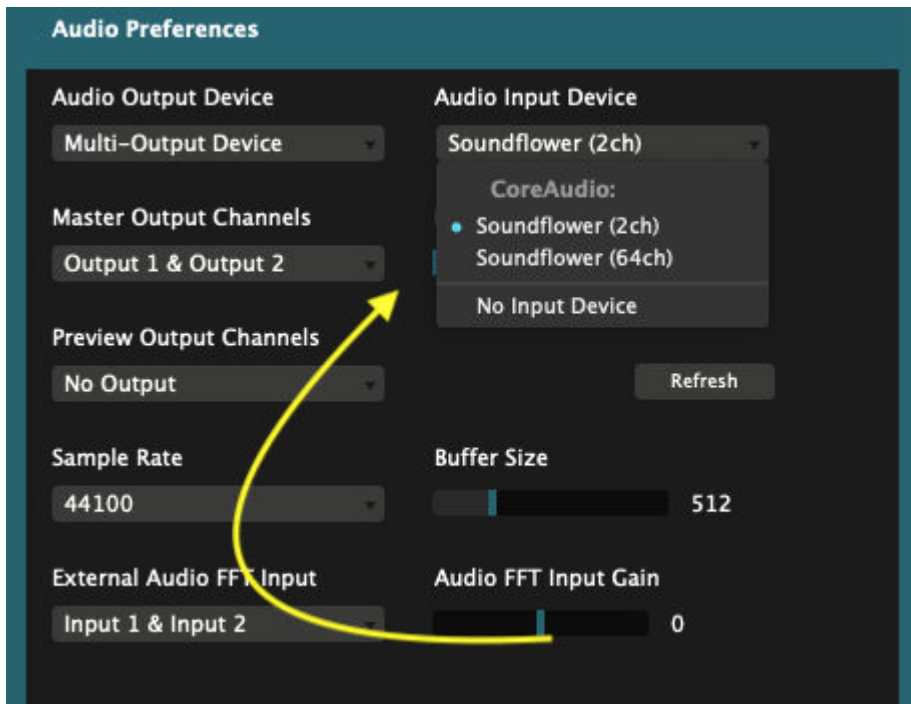 Audio Preferences
Audio Output Device
Audio Input Device
Multi-Output Device
Soundflower (2ch)
CoreAudio:
Soundflower (2ch)
Soundflower (64ch)
No Input Device
Master Output Channels
Output 1 & Output 2
Preview Output Channels
No Output
Refresh
Sample Rate
Buffer Size
44100
512
External Audio FFT Input
Audio FFT Input Gain
Input 1 & Input 2
0